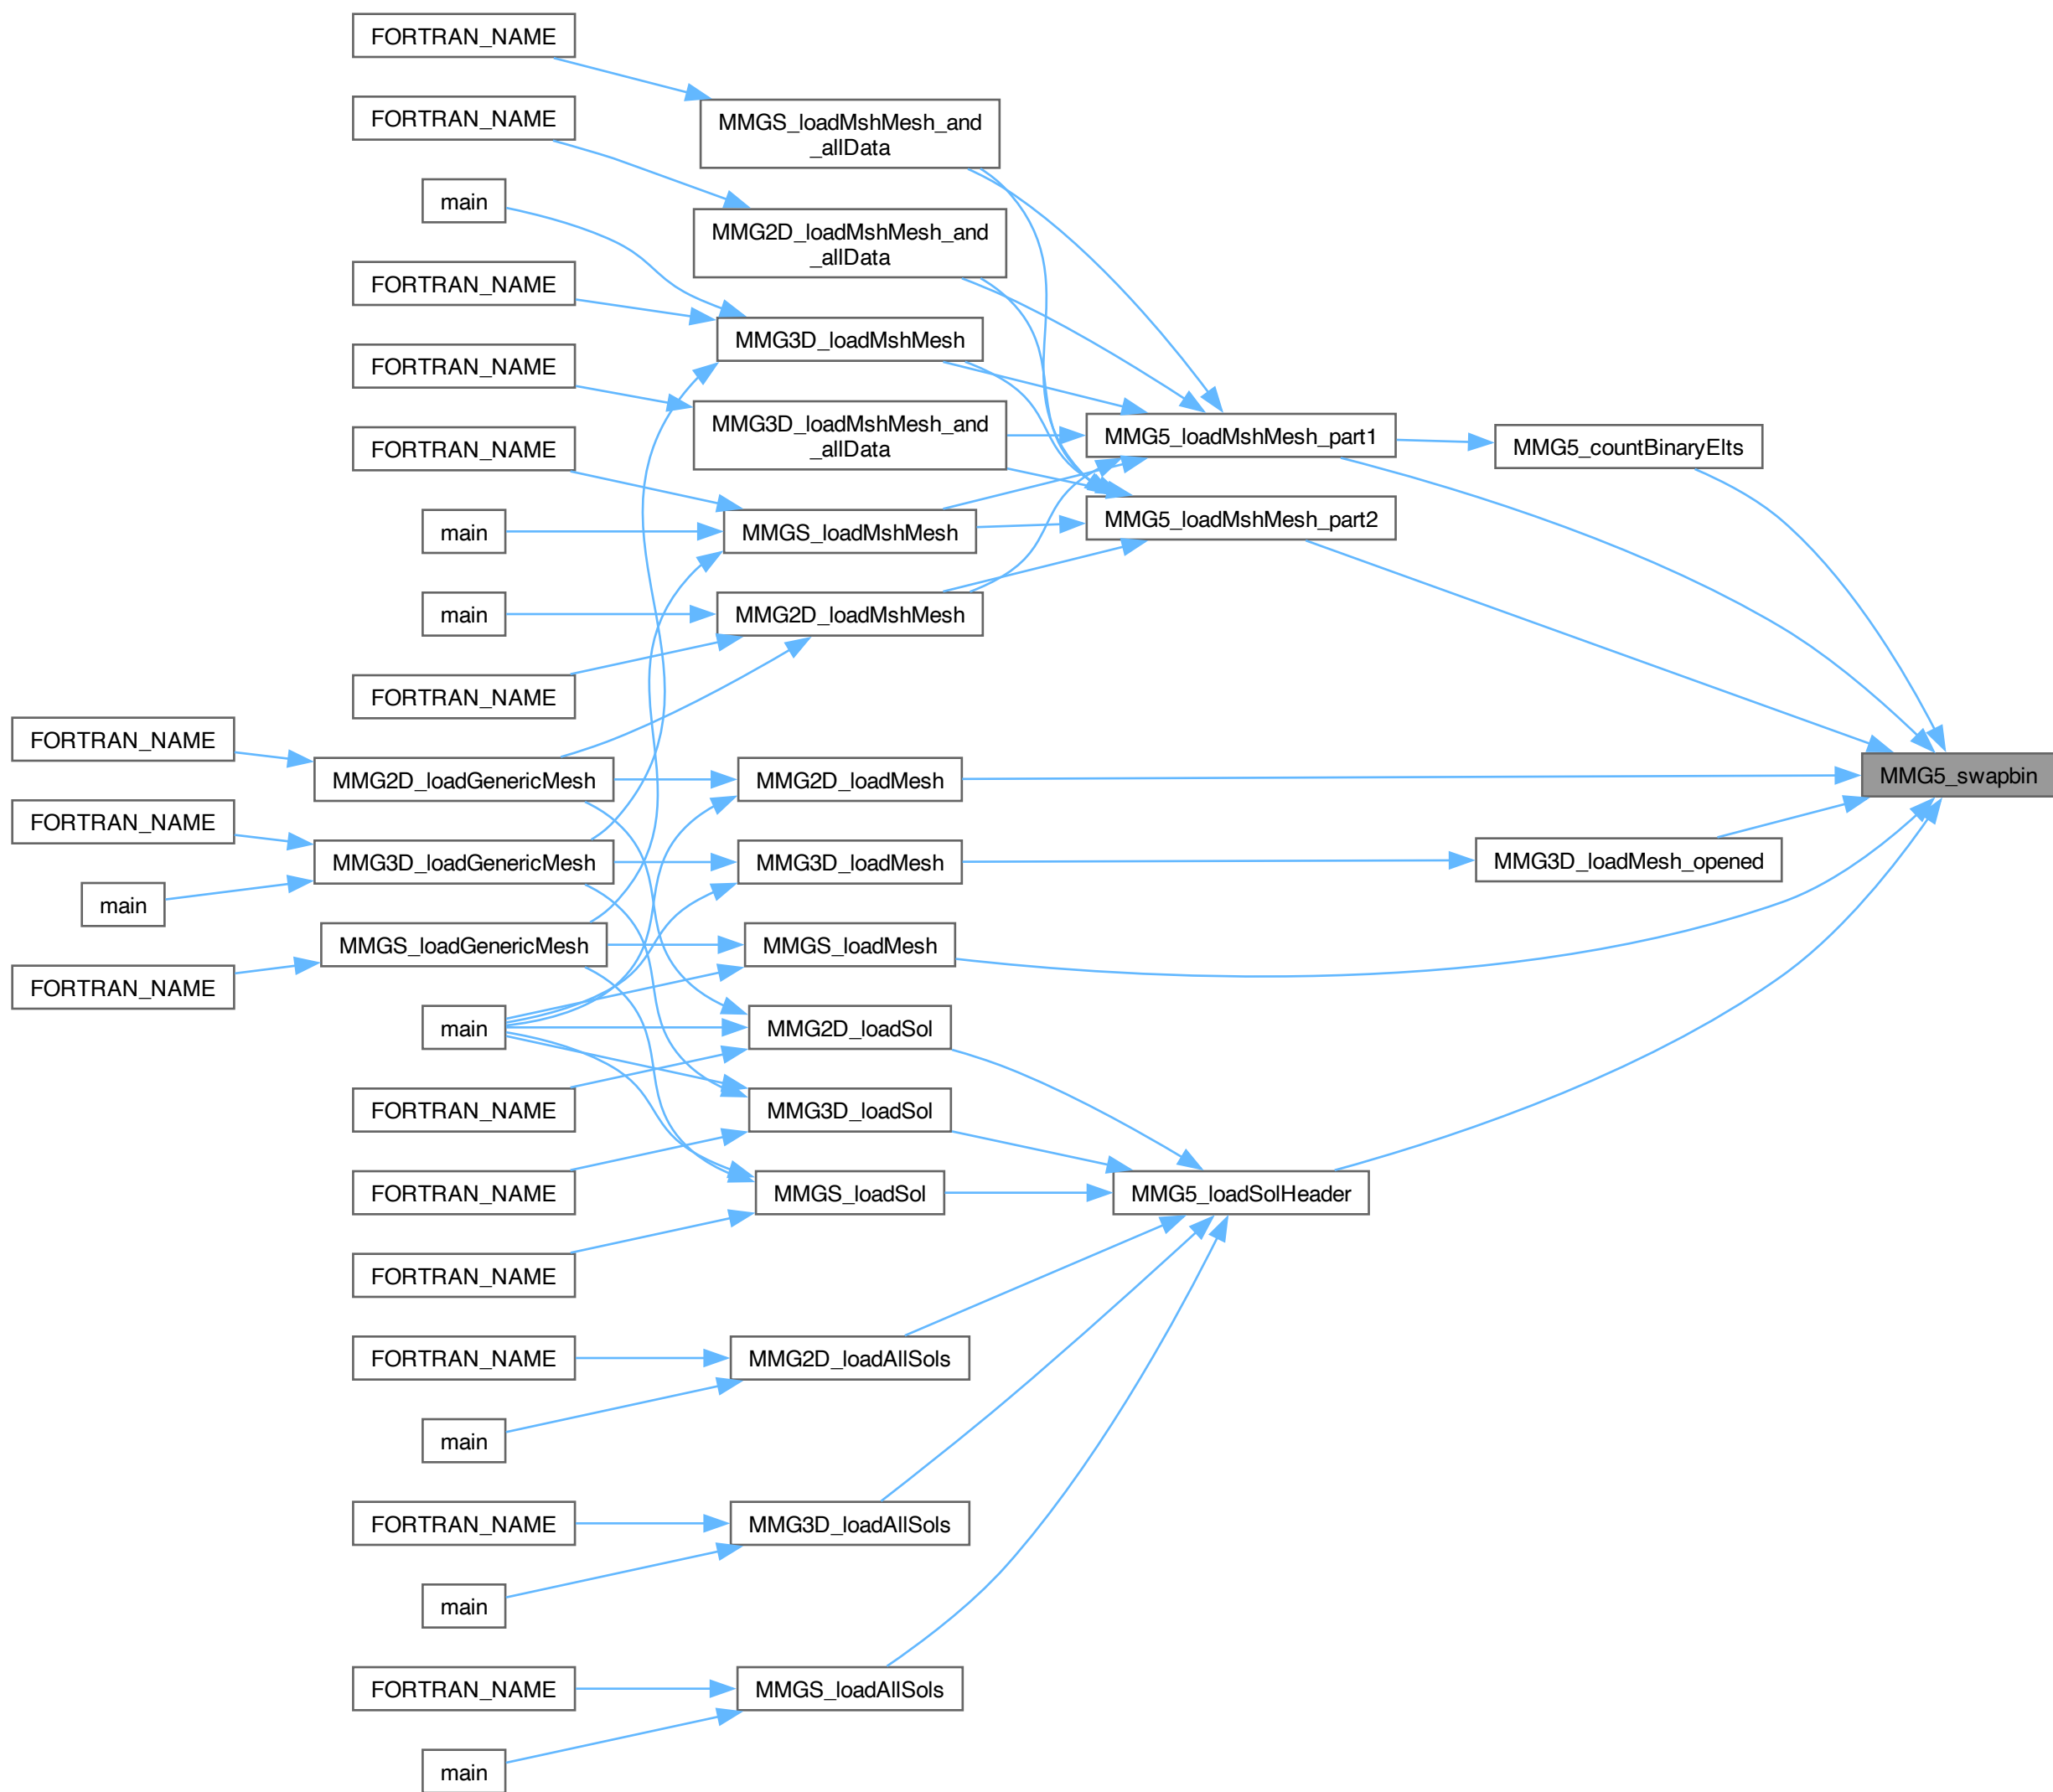 FORTRAN_NAME
MMGS_loadMshMesh_and
_allData
FORTRAN_NAME
main
MMG2D_loadMshMesh_and
_allData
FORTRAN_NAME
MMG3D_loadMshMesh
FORTRAN_NAME
MMG3D_loadMshMesh_and
_allData
MMG5_loadMshMesh_part1
MMG5_countBinaryElts
FORTRAN_NAME
main
MMGS_loadMshMesh
MMG5_loadMshMesh_part2
main
MMG2D_loadMshMesh
FORTRAN_NAME
FORTRAN_NAME
MMG2D_loadGenericMesh
MMG2D_loadMesh
MMG5_swapbin
FORTRAN_NAME
MMG3D_loadGenericMesh
MMG3D_loadMesh
MMG3D_loadMesh_opened
main
MMGS_loadGenericMesh
MMGS_loadMesh
FORTRAN_NAME
main
MMG2D_loadSol
FORTRAN_NAME
MMG3D_loadSol
FORTRAN_NAME
MMGS_loadSol
MMG5_loadSolHeader
FORTRAN_NAME
FORTRAN_NAME
MMG2D_loadAllSols
main
FORTRAN_NAME
MMG3D_loadAllSols
main
FORTRAN_NAME
MMGS_loadAllSols
main